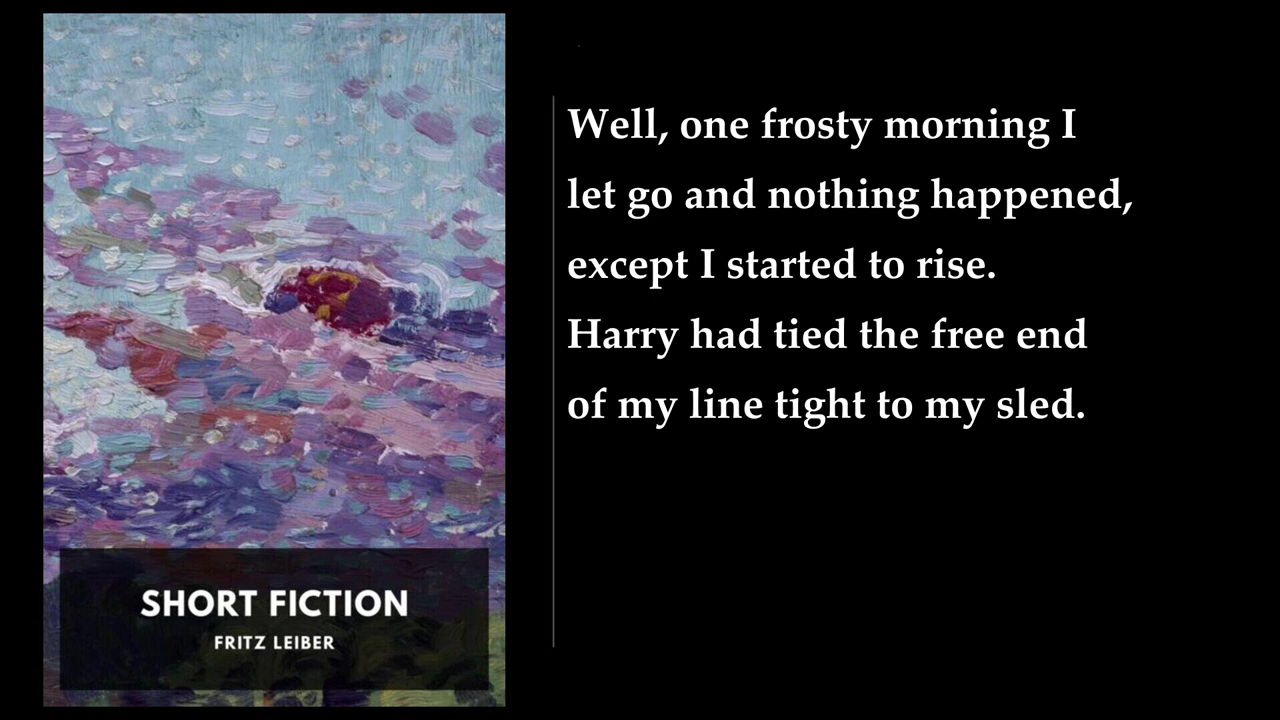 Well, one frosty morning I
let go and nothing happened,
except I started to rise.
Harry had tied the free end
of my line tight to my sled.
SHORT FICTION
FRITZ LEIBER